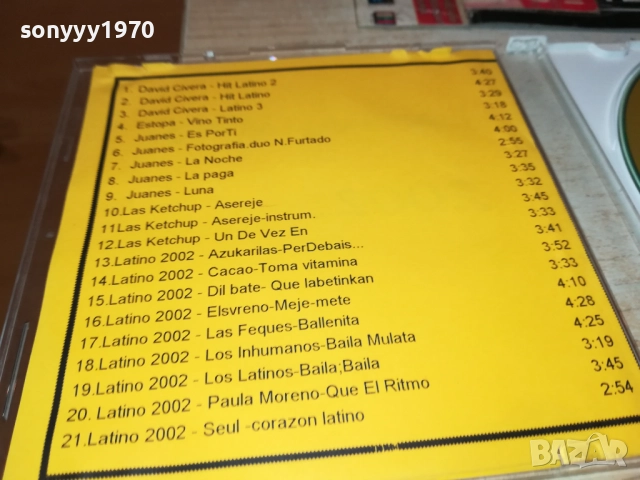 sonyyy1970
1. David Civera - Hit Latino 2 3:40
2. David Civera - Hit Latino 4:27
3. David Civera - Latino 3 3:29
4. Estopa - Vino Tinto 3:18
5. Juanes - Es PorTi 4:12
6. Juanes - Fotografia.duo N.Furtado 4:00
7. Juanes - La Noche 2:55
8. Juanes - La paga 3:27
9. Juanes - Luna 3:35
10.Las Ketchup - Asereje 3:32
11Las Ketchup - Asereje-instrum. 3:45
12.Las Ketchup - Un De Vez En 3:33
13.Latino 2002 - Azukarilas-PerDebais... 3:41
14.Latino 2002 - Cacao-Toma vitamina 3:52
15.Latino 2002 - Dil bate- Que labetinkan 3:33
16.Latino 2002 - Elsvreno-Meje-mete 4:10
17.Latino 2002 - Las Feques-Ballenita 4:28
18.Latino 2002 - Los Inhumanos-Baila Mulata 4:25
19.Latino 2002 - Los Latinos-Baila;Baila 3:19
20. Latino 2002 - Paula Moreno-Que El Ritmo 3:45
21.Latino 2002 - Seul -corazon latino 2:54
BAZAR